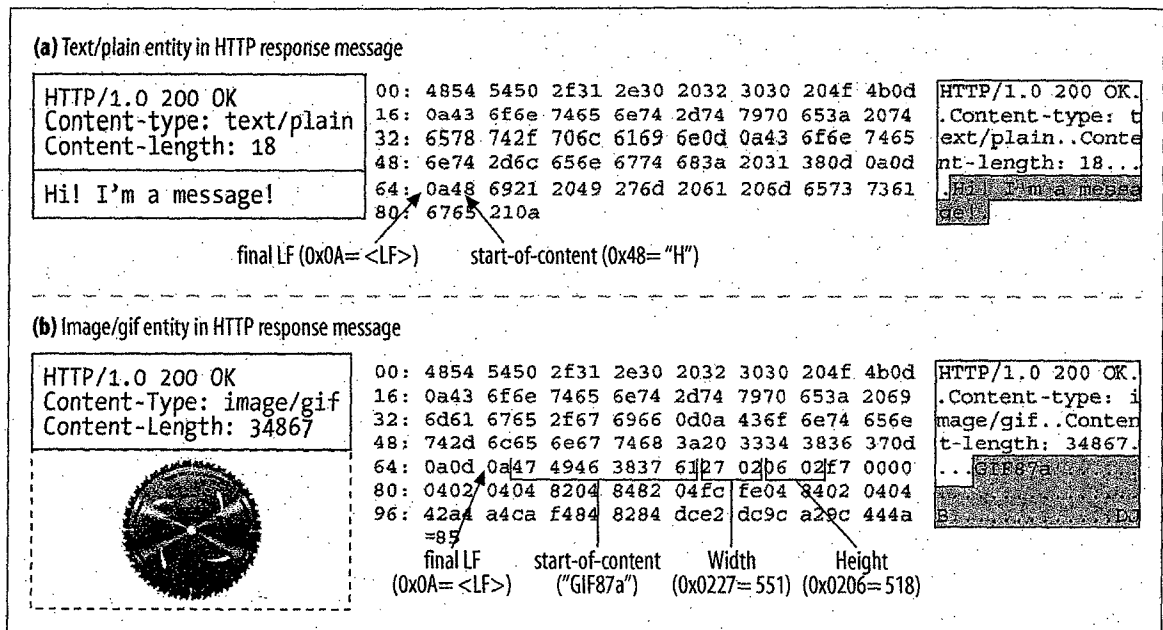 (a) Text/plain entity in HTTP response message
HTTP/1.0 200 OK
Content-type: text/plain
Content-length: 18
Hi! I'm a message!
00: 4854 5450 2f31 2e30 2032 3030 204f 4b0d
16: 0a43 6f6e 7465 6e74 2d74 7970 653a 2074
32: 6578 742f 706c 6169 6e0d 0a43 6f6e 7465
48: 6e74 2d6c 656e 6774 683a 2031 380d 0a0d
64: 0a48 6921 2049 276d 2061 206d 6573 7361
80: 6765 210a
HTTP/1.0 200 OK.
.Content-type: t
ext/plain..Conte
nt-length: 18...
.Hi! I'm a messa
ge!.
final LF (0x0A= <LF>)
start-of-content (0x48= "H")
(b) Image/gif entity in HTTP response message
HTTP/1.0 200 OK
Content-Type: image/gif
Content-Length: 34867
00: 4854 5450 2f31 2e30 2032 3030 204f 4b0d
16: 0a43 6f6e 7465 6e74 2d74 7970 653a 2069
32: 6d61 6765 2f67 6966 0d0a 436f 6e74 656e
48: 742d 6c65 6e67 7468 3a20 3334 3836 370d
64: 0a0d 0a47 4946 3837 6127 0206 02f7 0000
80: 0402 0404 8204 8482 04fc fe04 8402 0404
96: 42a4 a4ca f484 8284 dce2 dc9c a29c 444a
=85
HTTP/1.0 200 OK.
.Content-type: i
mage/gif..Conten
t-length: 34867.
...GIF87a
B DJ
final LF
(0x0A= <LF>)
start-of-content
("GIF87a")
Width
(0x0227= 551)
Height
(0x0206= 518)